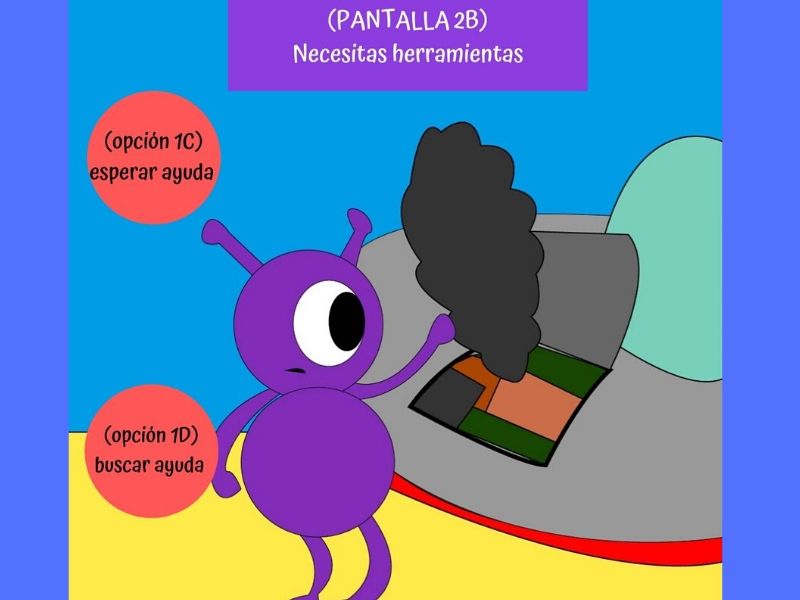 (PANTALLA 2B)
Necesitas herramientas
(opción 1C)
esperar ayuda
(opción 1D)
buscar ayuda